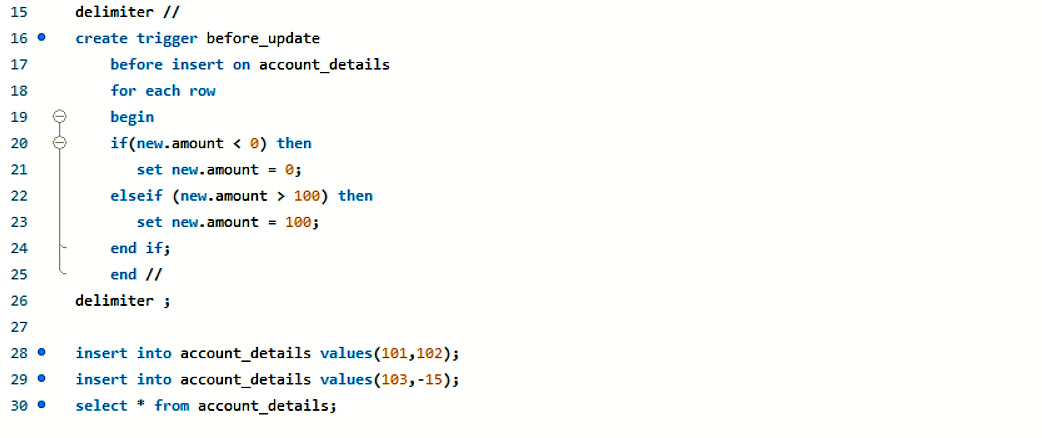 15 delimiter //
16 create trigger before_update
17 before insert on account_details
18 for each row
19 begin
20 if(new.amount < 0) then
21 set new.amount = 0;
22 elseif (new.amount > 100) then
23 set new.amount = 100;
24 end if;
25 end //
26 delimiter ;
27
28 insert into account_details values(101,102);
29 insert into account_details values(103,-15);
30 select * from account_details;